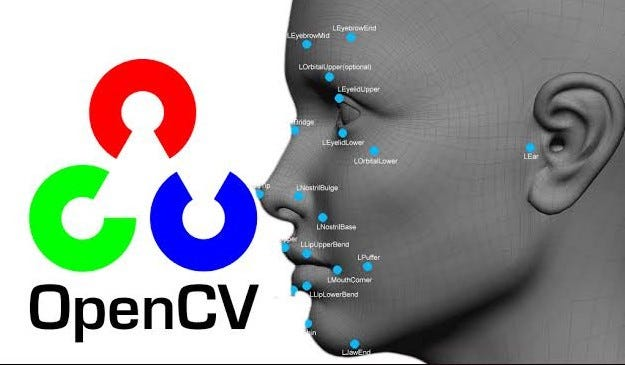 LEyebrowMid
LEyebrowEnd
LOrbitalUpper(optional)
LEyelidUpper
LEyelidLower
LOrbitalLower
LEar
LNostrilBulge
LNostrilBase
LLipUpperBend
LPuffer
LMouthCorner
LLipLowerBend
LJawEnd
OpenCV